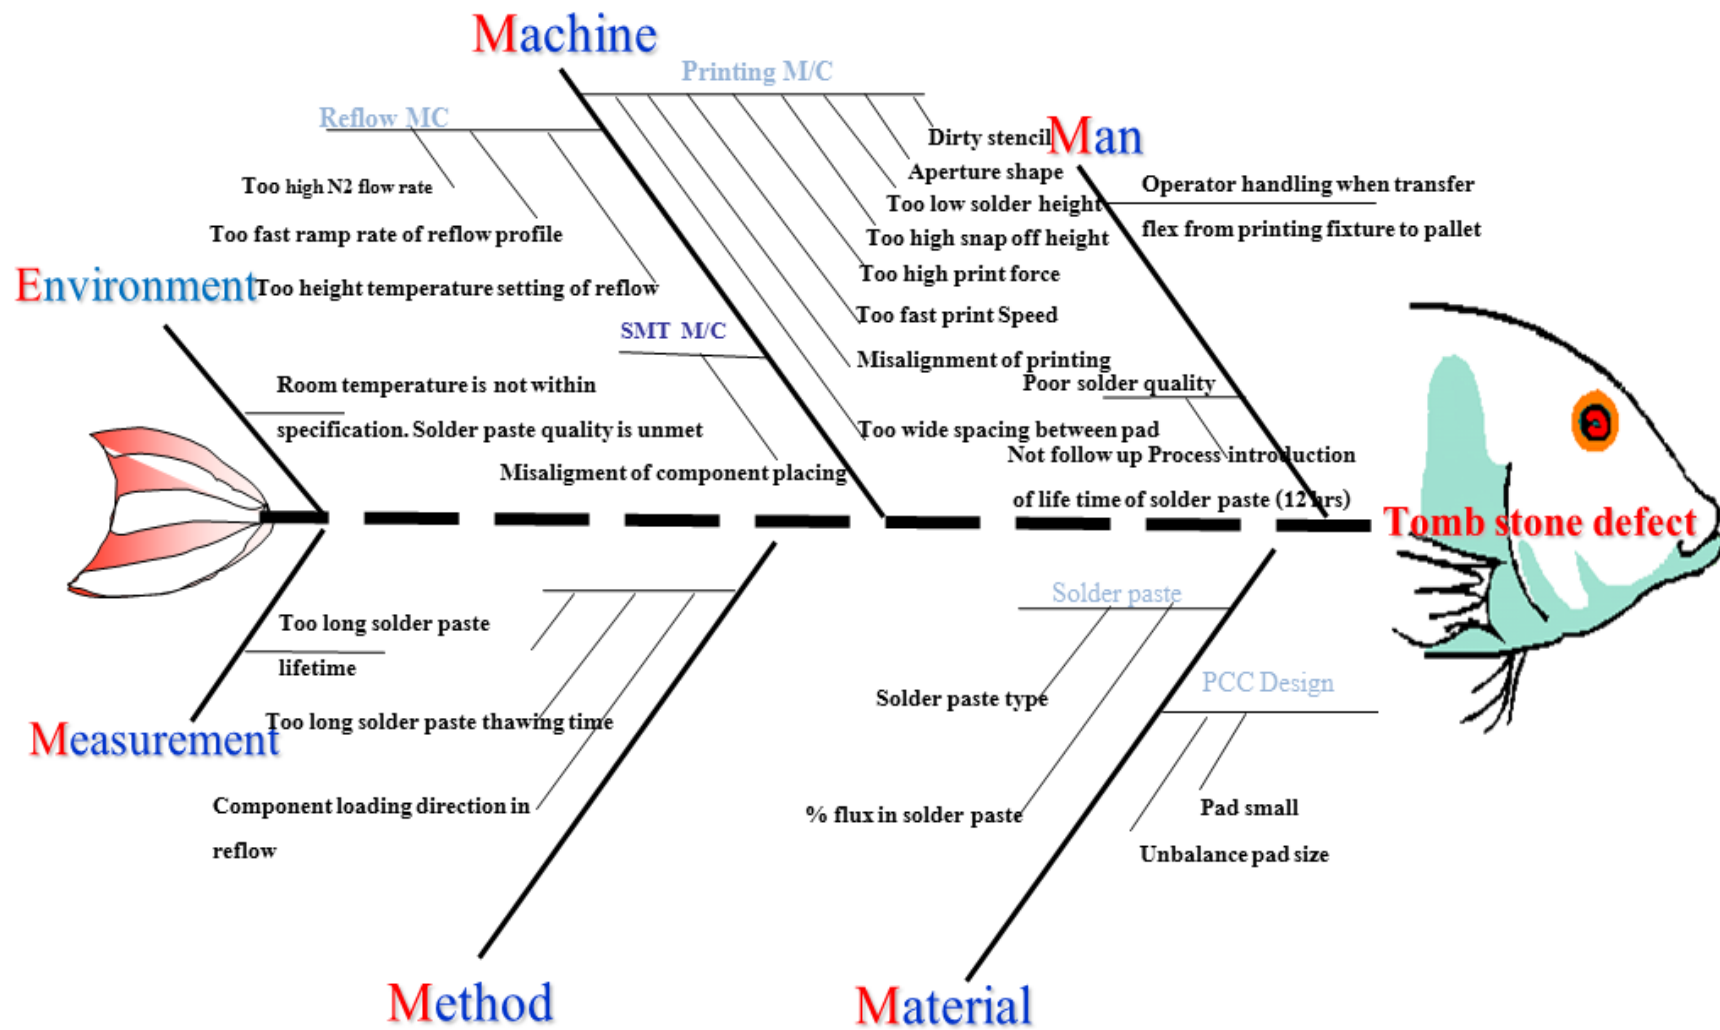 Machine
Printing M/C
Reflow MC
Dirty stencil
Man
Aperture shape
Operator handling when transfer
Too high N2 flow rate
Too low solder height
flex from printing fixture to pallet
Too fast ramp rate of reflow profile
Too high snap off height
Too high print force
Environment
Too height temperature setting of reflow
Too fast print Speed
SMT M/C
Misalignment of printing
Room temperature is not within
Poor solder quality
specification. Solder paste quality is unmet
Too wide spacing between pad
Not follow up Process introduction
Misaligment of component placing
of life time of solder paste (12 hrs)
Tomb stone defect
Solder paste
Too long solder paste
lifetime
PCC Design
Solder paste type
Too long solder paste thawing time
Measurement
Component loading direction in
Pad small
% flux in solder paste
reflow
Unbalance pad size
Method
Material